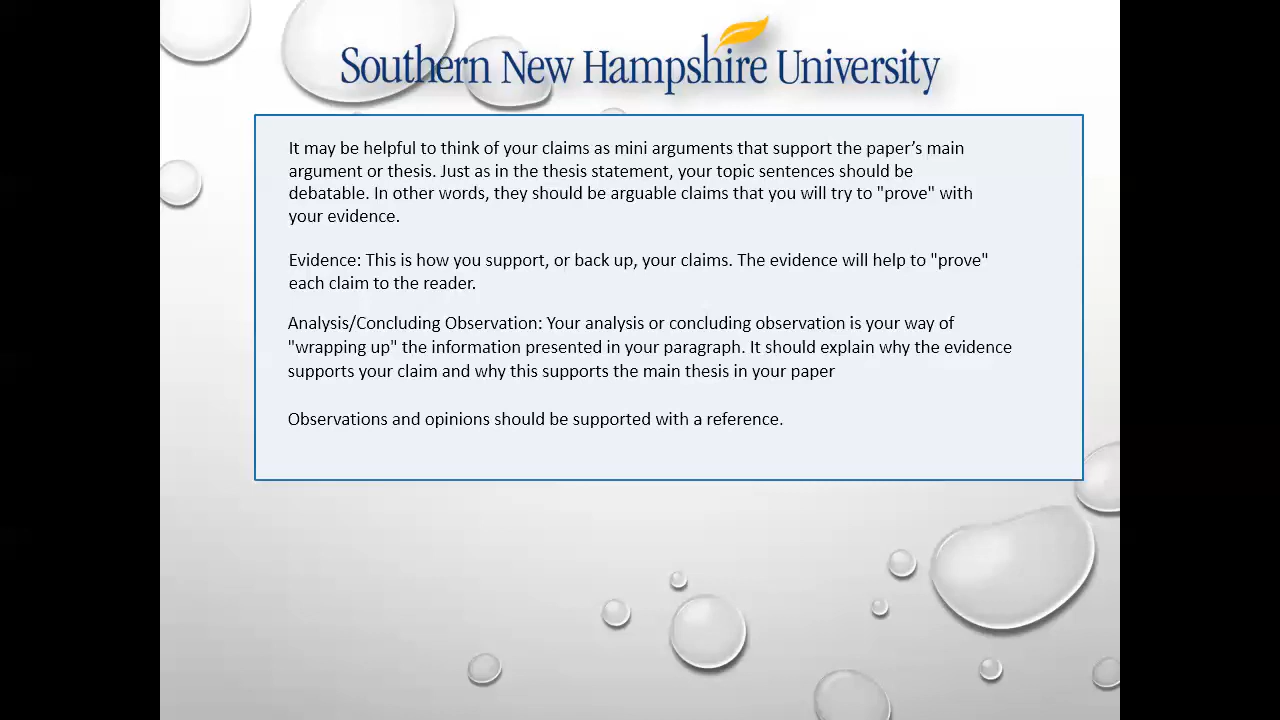 Southern New Hampshire University
It may be helpful to think of your claims as mini arguments that support the paper’s main
argument or thesis. Just as in the thesis statement, your topic sentences should be
debatable. In other words, they should be arguable claims that you will try to "prove" with
your evidence.
Evidence: This is how you support, or back up, your claims. The evidence will help to "prove"
each claim to the reader.
Analysis/Concluding Observation: Your analysis or concluding observation is your way of
"wrapping up" the information presented in your paragraph. It should explain why the evidence
supports your claim and why this supports the main thesis in your paper
Observations and opinions should be supported with a reference.